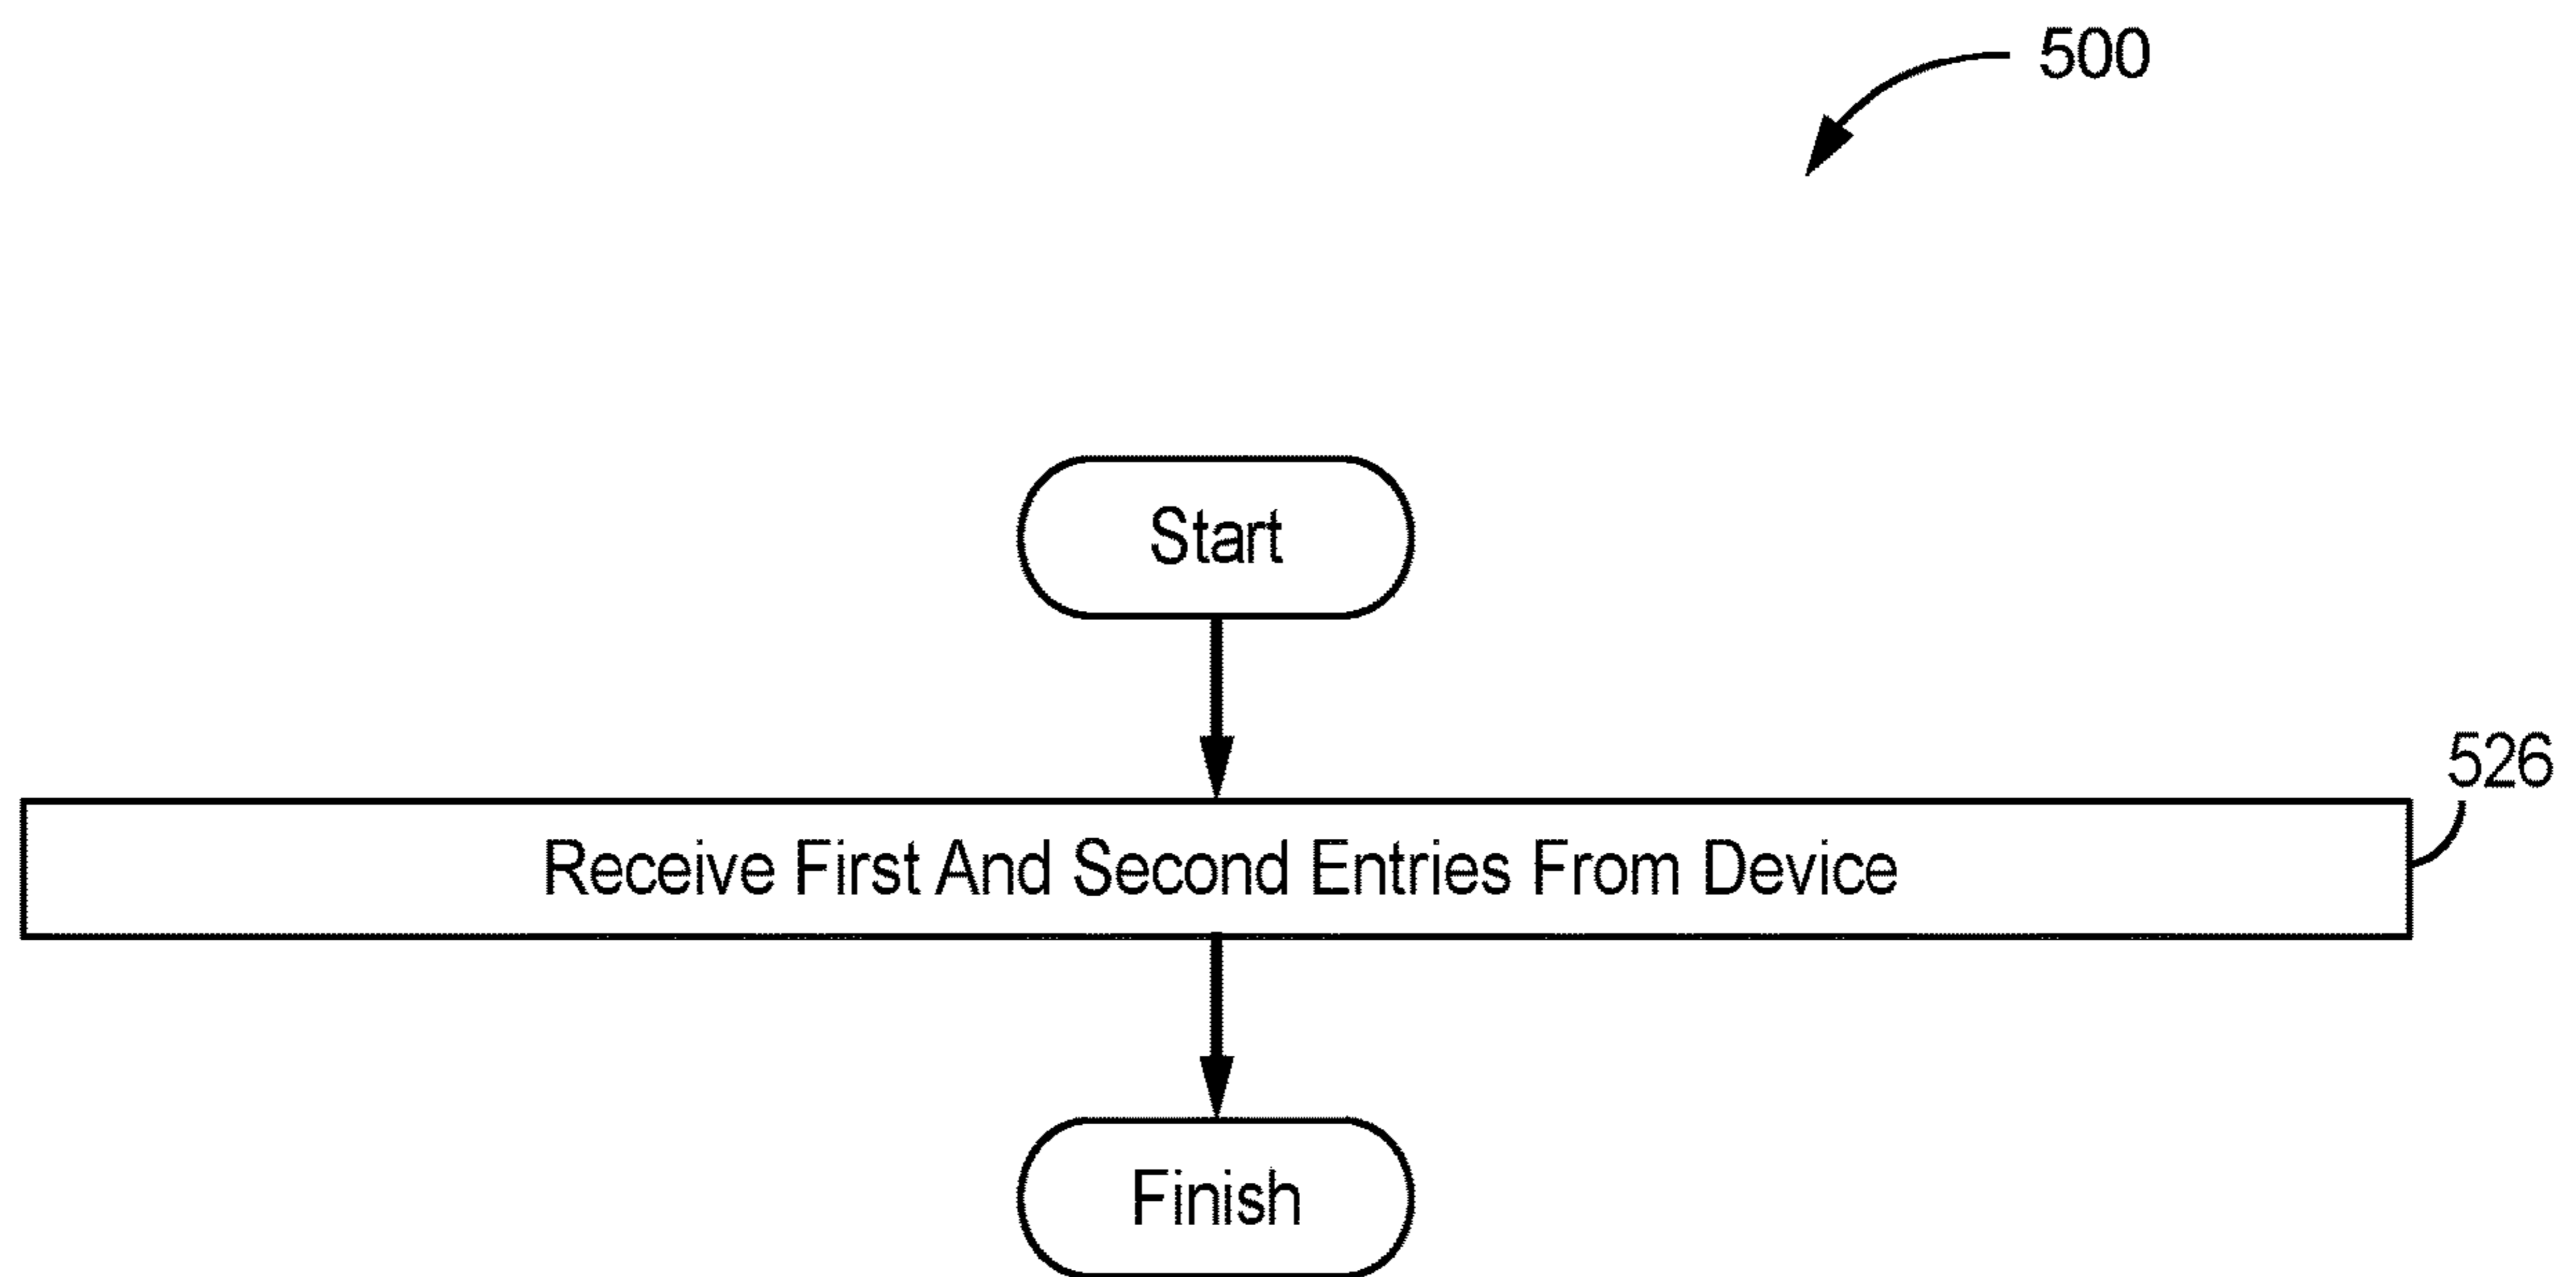 500
Start
526
Receive First And Second Entries From Device
Finish